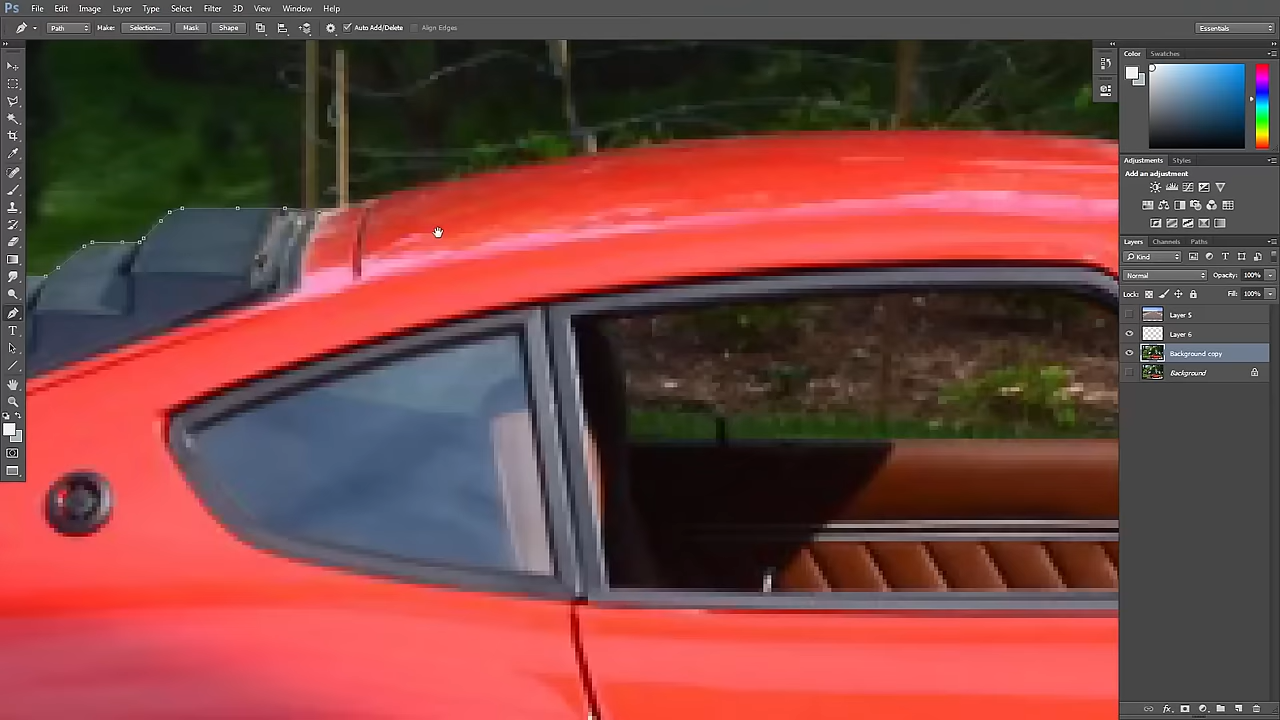 Ps File Edit Image Layer Type Select Filter 3D View Window Help
Path Make: Selection... Mask Shape Auto Add/Delete Align Edges Essentials
Color Swatches
Adjustments Styles
Add an adjustment
Layers Channels Paths
Kind
Normal Opacity: 100%
Lock: Fill: 100%
Layer 5
Layer 6
Background copy
Background
fx